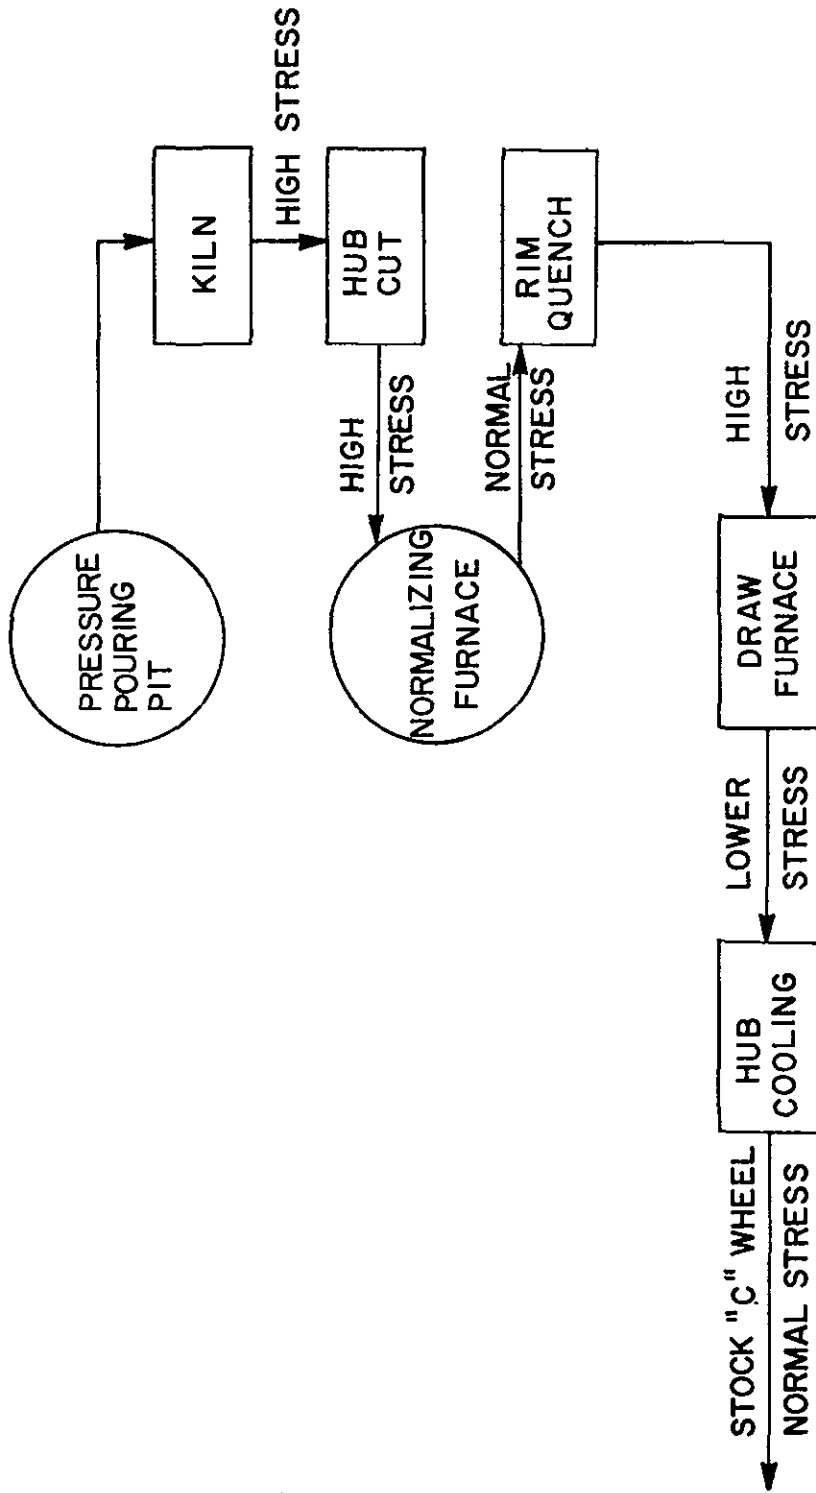 PRESSURE
POURING
PIT
KILN
HIGH STRESS
HUB
CUT
HIGH
STRESS
NORMALIZING
FURNACE
NORMAL
STRESS
RIM
QUENCH
HIGH
STRESS
DRAW
FURNACE
LOWER
STRESS
HUB
COOLING
STOCK "C" WHEEL
NORMAL STRESS